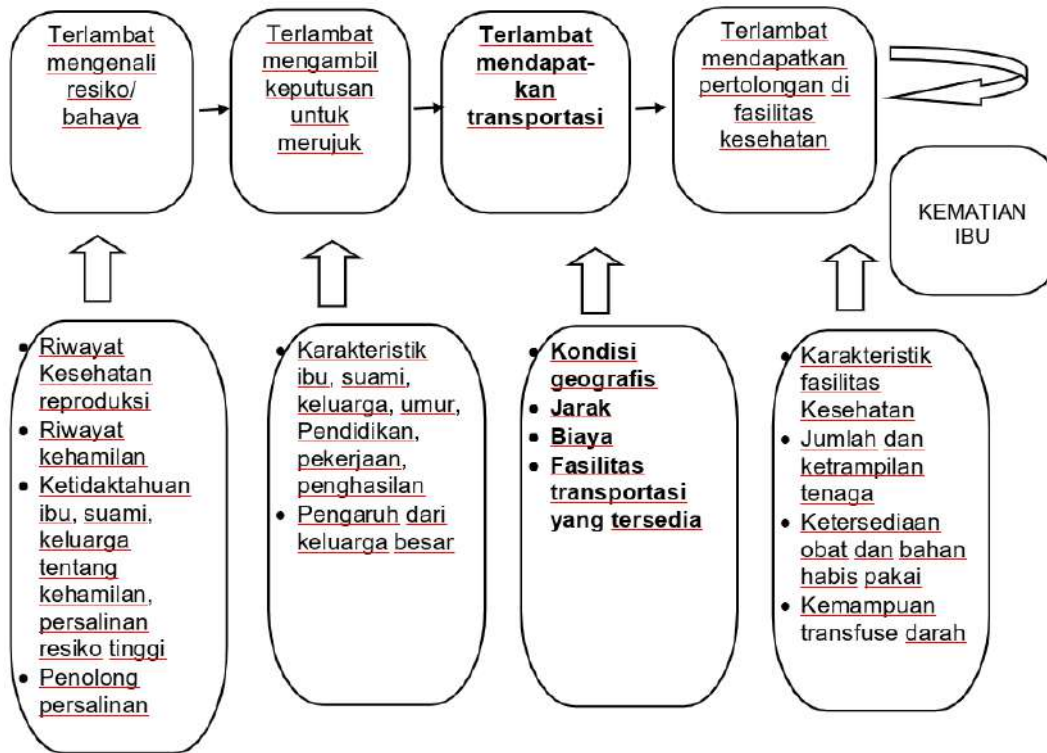 Terlambat
mengenali
resiko/
bahaya
Terlambat
mengambil
keputusan
untuk
merujuk
Terlambat
mendapat-
kan
transportasi
Terlambat
mendapatkan
pertolongan di
fasilitas
kesehatan
KEMATIAN
IBU
• Riwayat
Kesehatan
reproduksi
• Riwayat
kehamilan
• Ketidaktahuan
ibu, suami,
keluarga
tentang
kehamilan,
persalinan
resiko tinggi
• Penolong
persalinan
• Karakteristik
ibu, suami,
keluarga, umur,
Pendidikan,
pekerjaan,
penghasilan
• Pengaruh dari
keluarga besar
• Kondisi
geografis
• Jarak
• Biaya
• Fasilitas
transportasi
yang tersedia
• Karakteristik
fasilitas
Kesehatan
• Jumlah dan
ketrampilan
tenaga
• Ketersediaan
obat dan bahan
habis pakai
• Kemampuan
transfuse darah